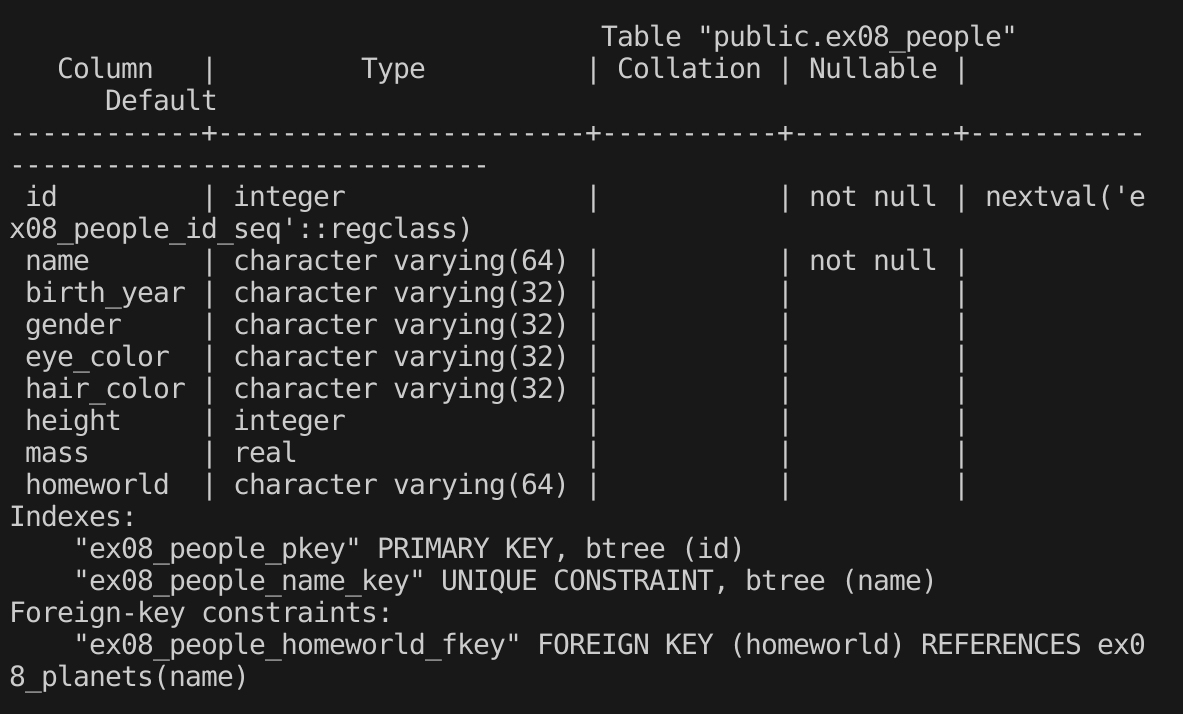 Table "public.ex08_people"
Column | Type | Collation | Nullable |
Default
------------+-----------------------+-----------+----------+-----------
------------------------------
id | integer | | not null | nextval('e
x08_people_id_seq'::regclass)
name | character varying(64) | | not null |
birth_year | character varying(32) | | |
gender | character varying(32) | | |
eye_color | character varying(32) | | |
hair_color | character varying(32) | | |
height | integer | | |
mass | real | | |
homeworld | character varying(64) | | |
Indexes:
"ex08_people_pkey" PRIMARY KEY, btree (id)
"ex08_people_name_key" UNIQUE CONSTRAINT, btree (name)
Foreign-key constraints:
"ex08_people_homeworld_fkey" FOREIGN KEY (homeworld) REFERENCES ex0
8_planets(name)